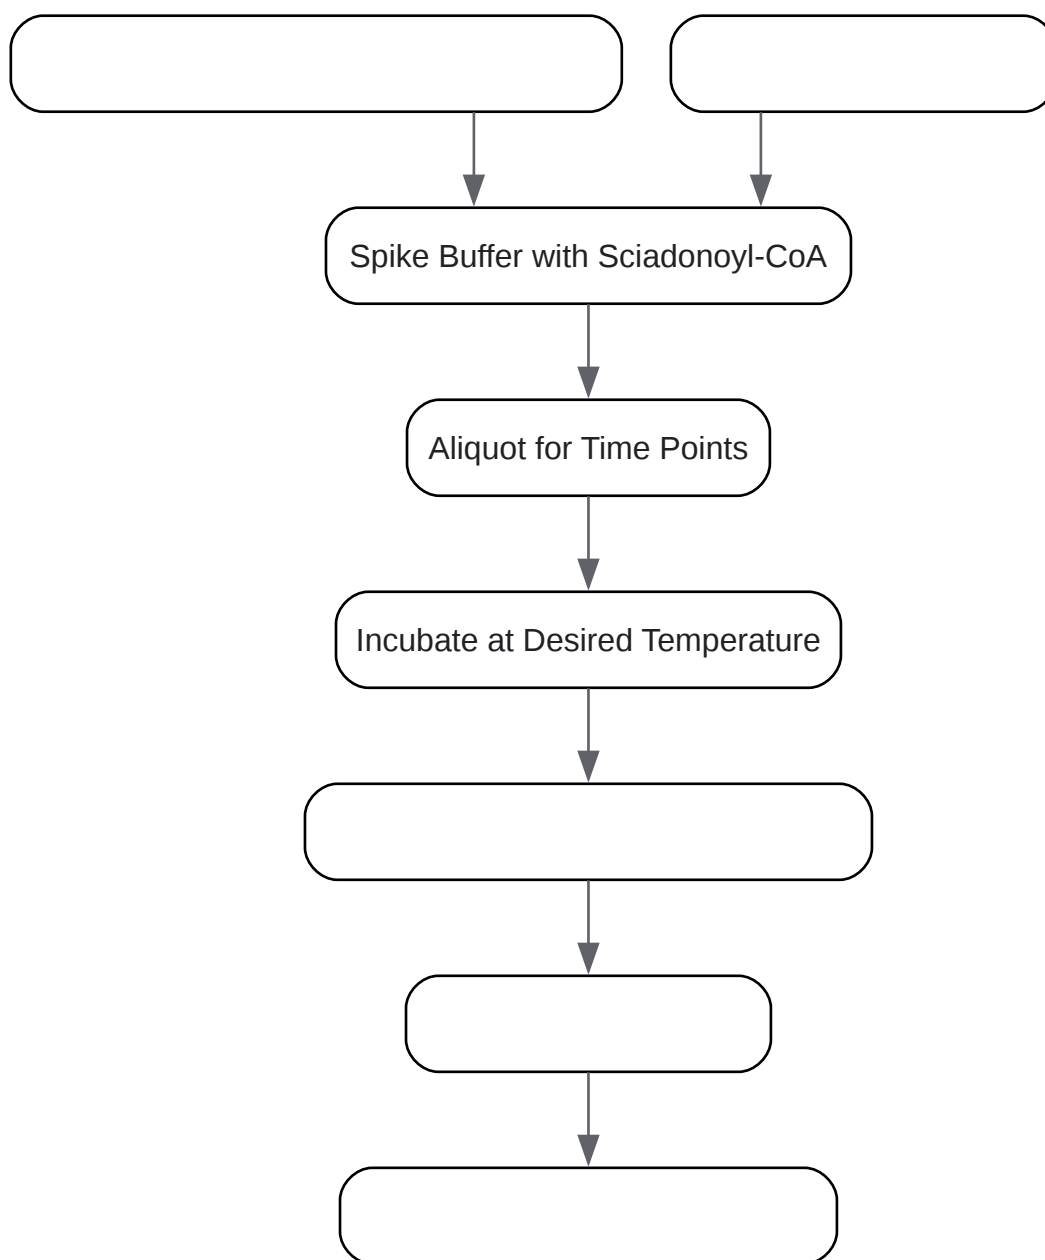 Spike Buffer with Sciadonoyl-CoA
Aliquot for Time Points
Incubate at Desired Temperature